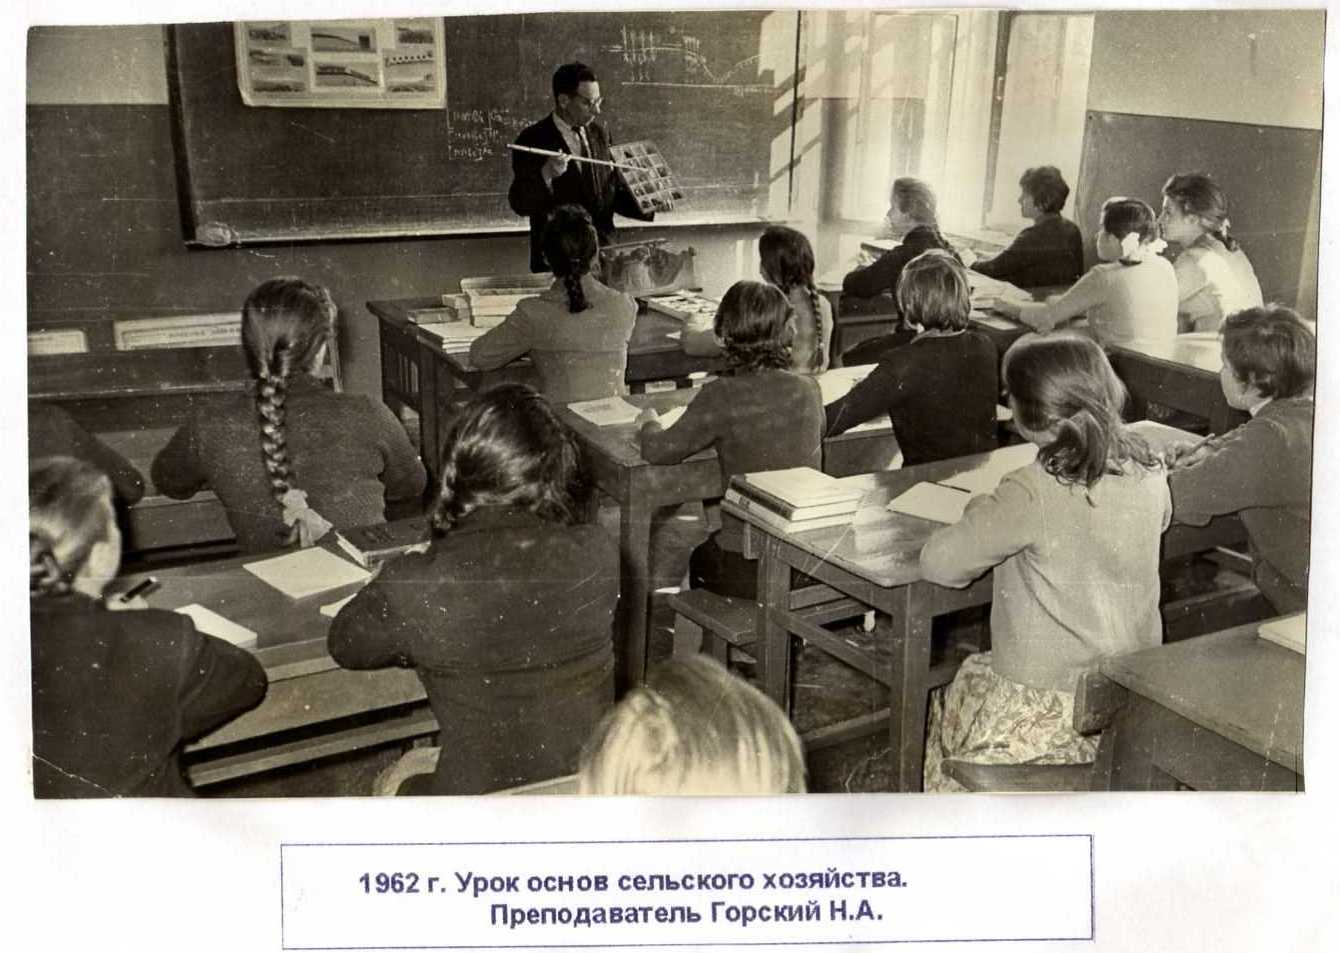 1962 г. Урок основ сельского хозяйства.
Преподаватель Горский Н.А.